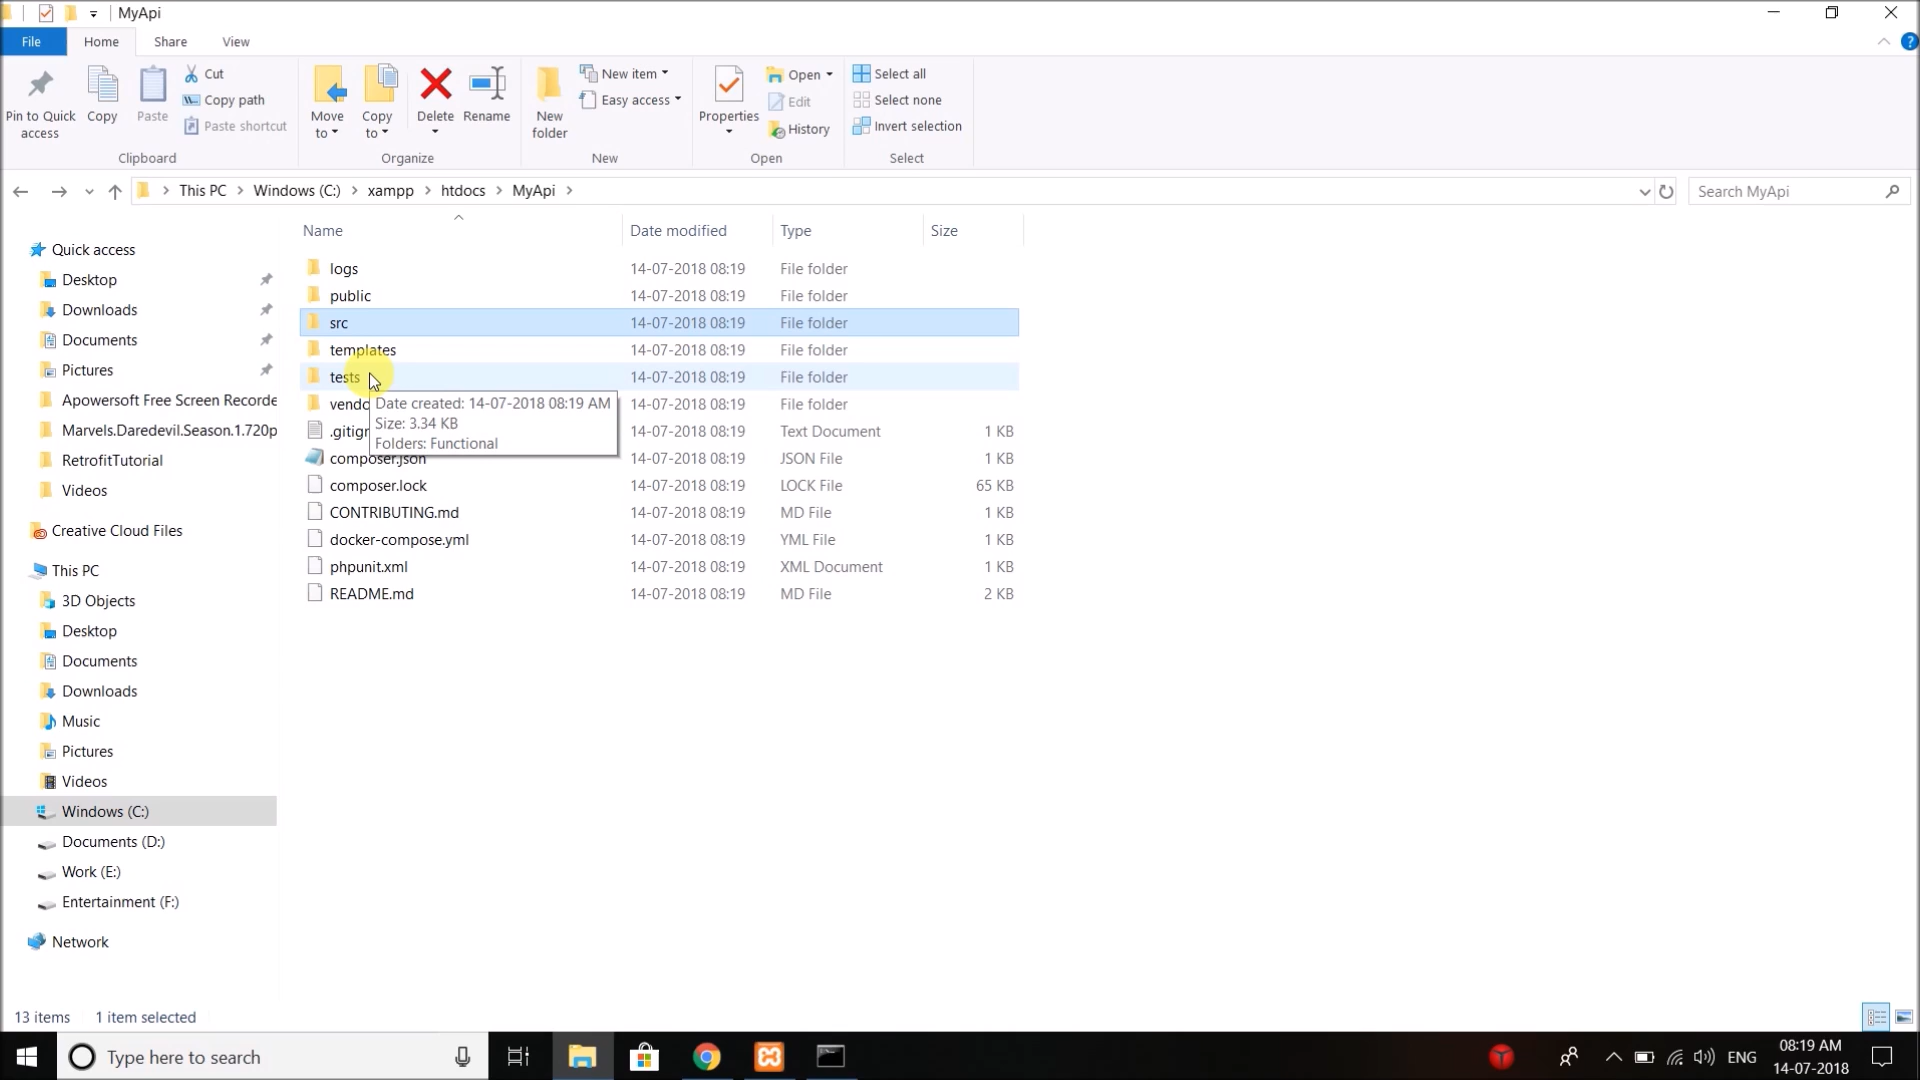 MyApi
File
Home
Share
View
Pin to Quick access
Copy
Paste
Cut
Copy path
Paste shortcut
Clipboard
Move to
Copy to
Delete
Rename
Organize
New folder
New item
Easy access
New
Properties
Open
Edit
History
Open
Select all
Select none
Invert selection
Select
This PC
Windows (C:)
xampp
htdocs
MyApi
Search MyApi
Quick access
Desktop
Downloads
Documents
Pictures
Apowersoft Free Screen Recorde
Marvels.Daredevil.Season.1.720p
RetrofitTutorial
Videos
Creative Cloud Files
This PC
3D Objects
Desktop
Documents
Downloads
Music
Pictures
Videos
Windows (C:)
Documents (D:)
Work (E:)
Entertainment (F:)
Network
Name Date modified Type Size
logs 14-07-2018 08:19 File folder
public 14-07-2018 08:19 File folder
src 14-07-2018 08:19 File folder
templates 14-07-2018 08:19 File folder
tests 14-07-2018 08:19 File folder
vendo 14-07-2018 08:19 File folder
.gitigr 14-07-2018 08:19 Text Document 1 KB
composer.json 14-07-2018 08:19 JSON File 1 KB
composer.lock 14-07-2018 08:19 LOCK File 65 KB
CONTRIBUTING.md 14-07-2018 08:19 MD File 1 KB
docker-compose.yml 14-07-2018 08:19 YML File 1 KB
phpunit.xml 14-07-2018 08:19 XML Document 1 KB
README.md 14-07-2018 08:19 MD File 2 KB
Date created: 14-07-2018 08:19 AM
Size: 3.34 KB
Folders: Functional
13 items 1 item selected
Type here to search
ENG
08:19 AM
14-07-2018